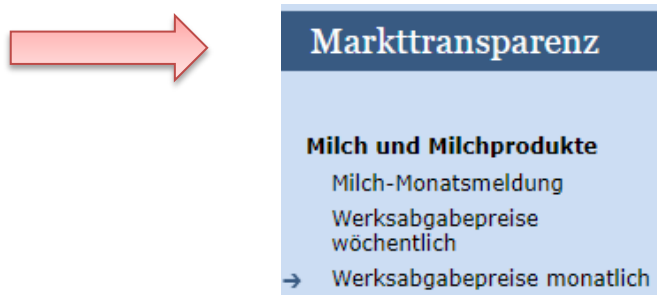 Markttransparenz
Milch und Milchprodukte
Milch-Monatsmeldung
Werksabgabepreise
wöchentlich
Werksabgabepreise monatlich